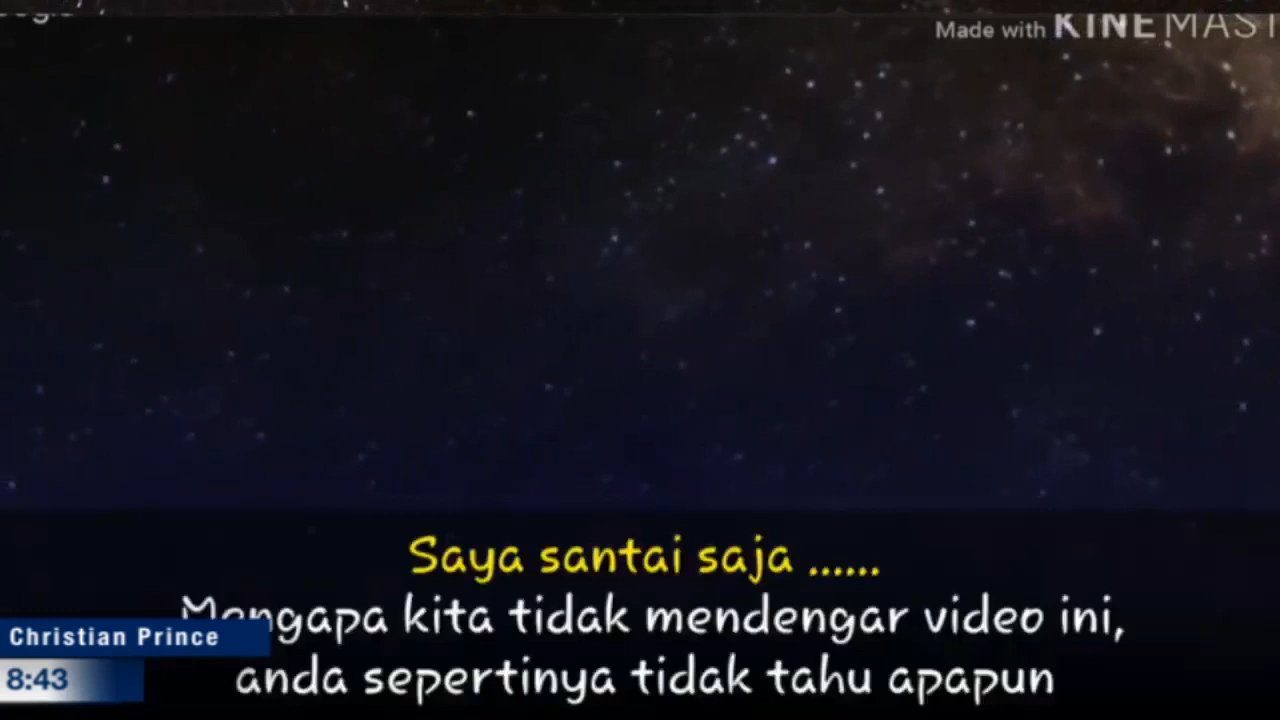 Made with KINEMAST
Saya santai saja ......
Mengapa kita tidak mendengar video ini,
Christian Prince
anda sepertinya tidak tahu apapun
8:43